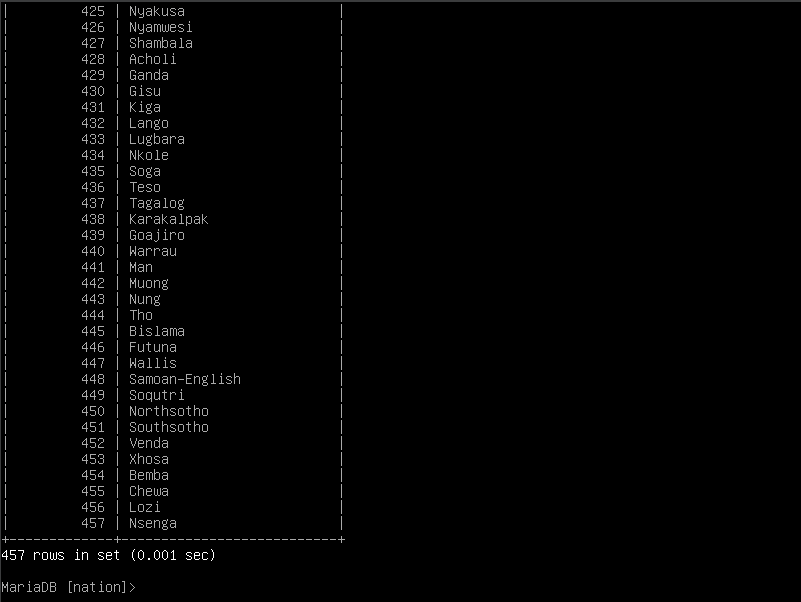 |         425 | Nyakusa                   |
|         426 | Nyamwesi                  |
|         427 | Shambala                  |
|         428 | Acholi                    |
|         429 | Ganda                     |
|         430 | Gisu                      |
|         431 | Kiga                      |
|         432 | Lango                     |
|         433 | Lugbara                   |
|         434 | Nkole                     |
|         435 | Soga                      |
|         436 | Teso                      |
|         437 | Tagalog                   |
|         438 | Karakalpak                |
|         439 | Goajiro                   |
|         440 | Warrau                    |
|         441 | Man                       |
|         442 | Muong                     |
|         443 | Nung                      |
|         444 | Tho                       |
|         445 | Bislama                   |
|         446 | Futuna                    |
|         447 | Wallis                    |
|         448 | Samoan-English            |
|         449 | Soqutri                   |
|         450 | Northsotho                |
|         451 | Southsotho                |
|         452 | Venda                     |
|         453 | Xhosa                     |
|         454 | Bemba                     |
|         455 | Chewa                     |
|         456 | Lozi                      |
|         457 | Nsenga                    |
+-------------+---------------------------+
457 rows in set (0.001 sec)
MariaDB [nation]>